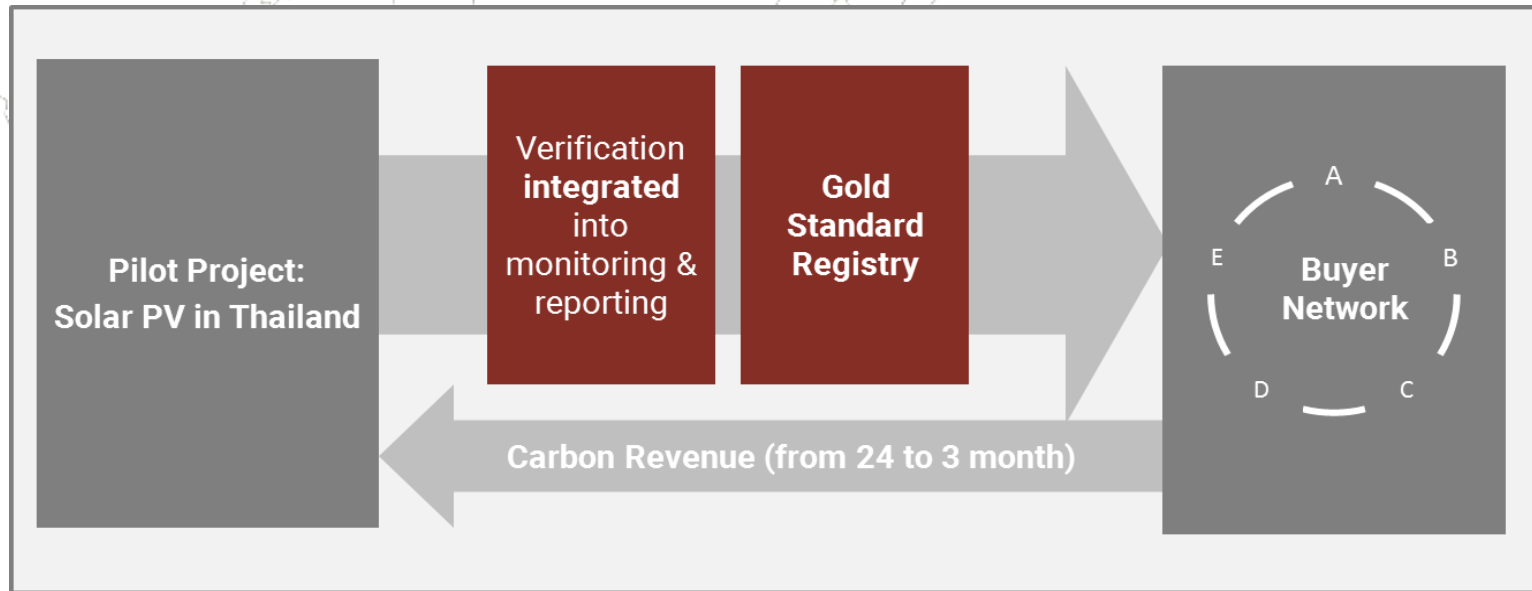 Pilot Project:
Solar PV in Thailand
Verification
integrated
into
monitoring &
reporting
Gold
Standard
Registry
A
E
B
Buyer
Network
D
C
Carbon Revenue (from 24 to 3 month)